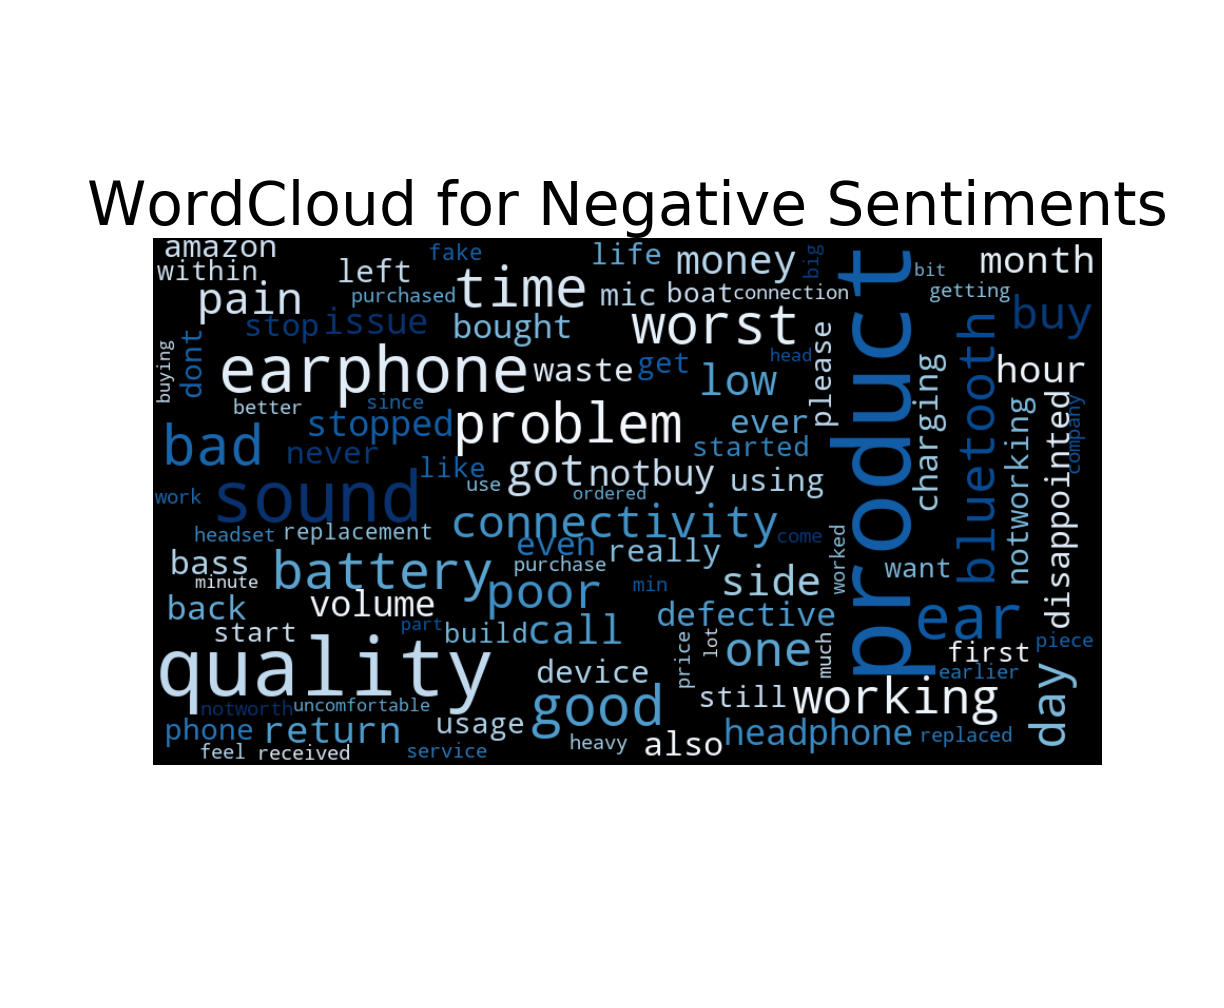 WordCloud for Negative Sentiments
amazon
fake
life
money
big
bit
month
within
left
time
mic
boat
connection
getting
pain
purchased
product
buy
stop
issue
bought
worst
please
bluetooth
buying
dont
earphone
waste
get
head
hour
low
charging
better
since
stopped
problem
ever
notworking
disappointed
company
bad
never
started
like
got
notbuy
using
work
sound
use
ordered
headset
replacement
connectivity
come
even
really
worked
bass
minute
battery
purchase
poor
min
side
want
back
volume
defective
ear
start
part
build
call
price
lot
one
much
first
piece
quality
device
earlier
day
notworth
uncomfortable
good
still
working
phone
return
usage
headphone
replaced
feel
received
service
heavy
also